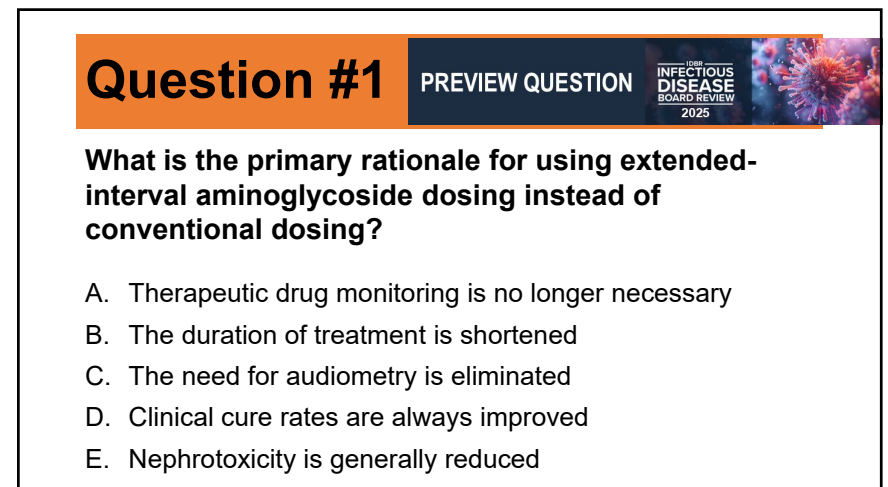 Question #1
PREVIEW QUESTION
IDBR
INFECTIOUS
DISEASE
BOARD REVIEW
2025
What is the primary rationale for using extended-
interval aminoglycoside dosing instead of
conventional dosing?
A. Therapeutic drug monitoring is no longer necessary
B. The duration of treatment is shortened
C. The need for audiometry is eliminated
D. Clinical cure rates are always improved
E. Nephrotoxicity is generally reduced